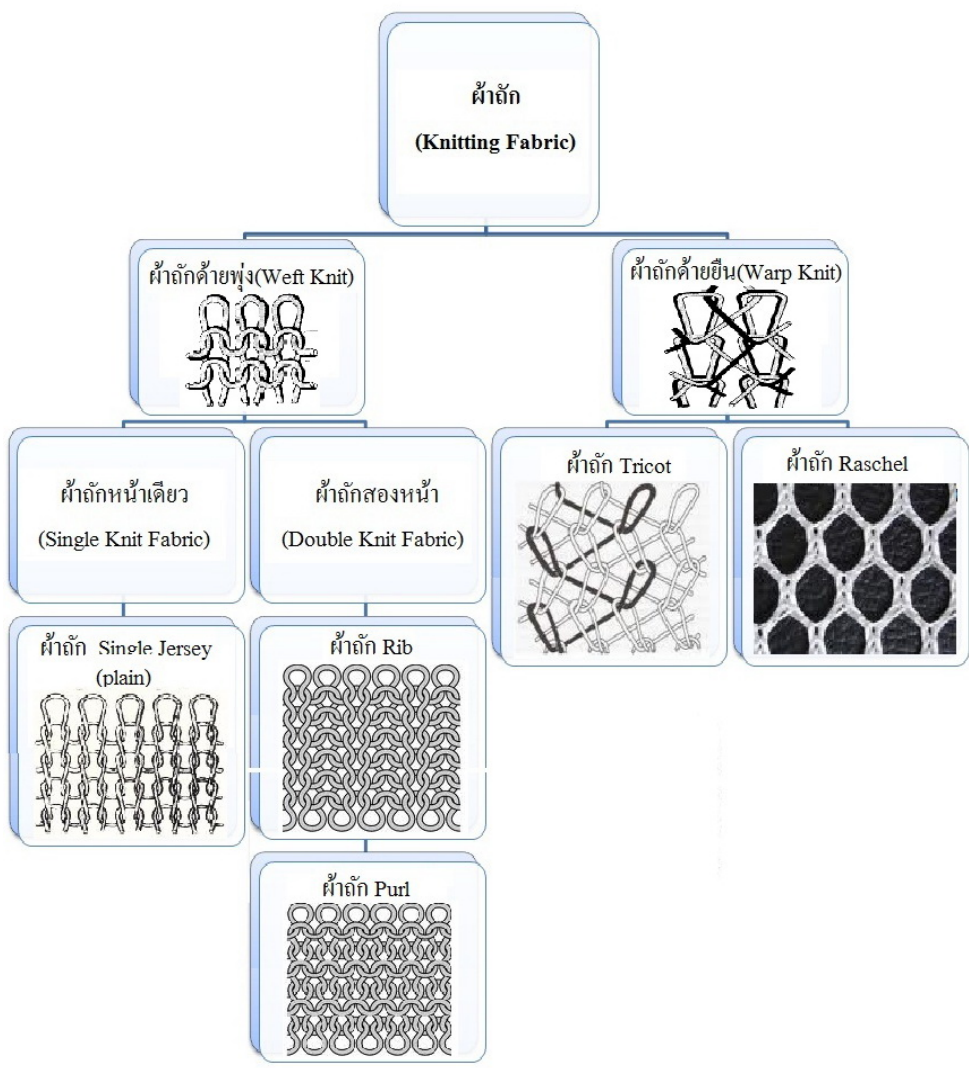 ผ้าถัก
(Knitting Fabric)
ผ้าถักด้ายพุ่ง(Weft Knit)
ผ้าถักด้ายยืน(Warp Knit)
ผ้าถักหน้าเดียว
(Single Knit Fabric)
ผ้าถักสองหน้า
(Double Knit Fabric)
ผ้าถัก Tricot
ผ้าถัก Raschel
ผ้าถัก Single Jersey
(plain)
ผ้าถัก Rib
ผ้าถัก Purl